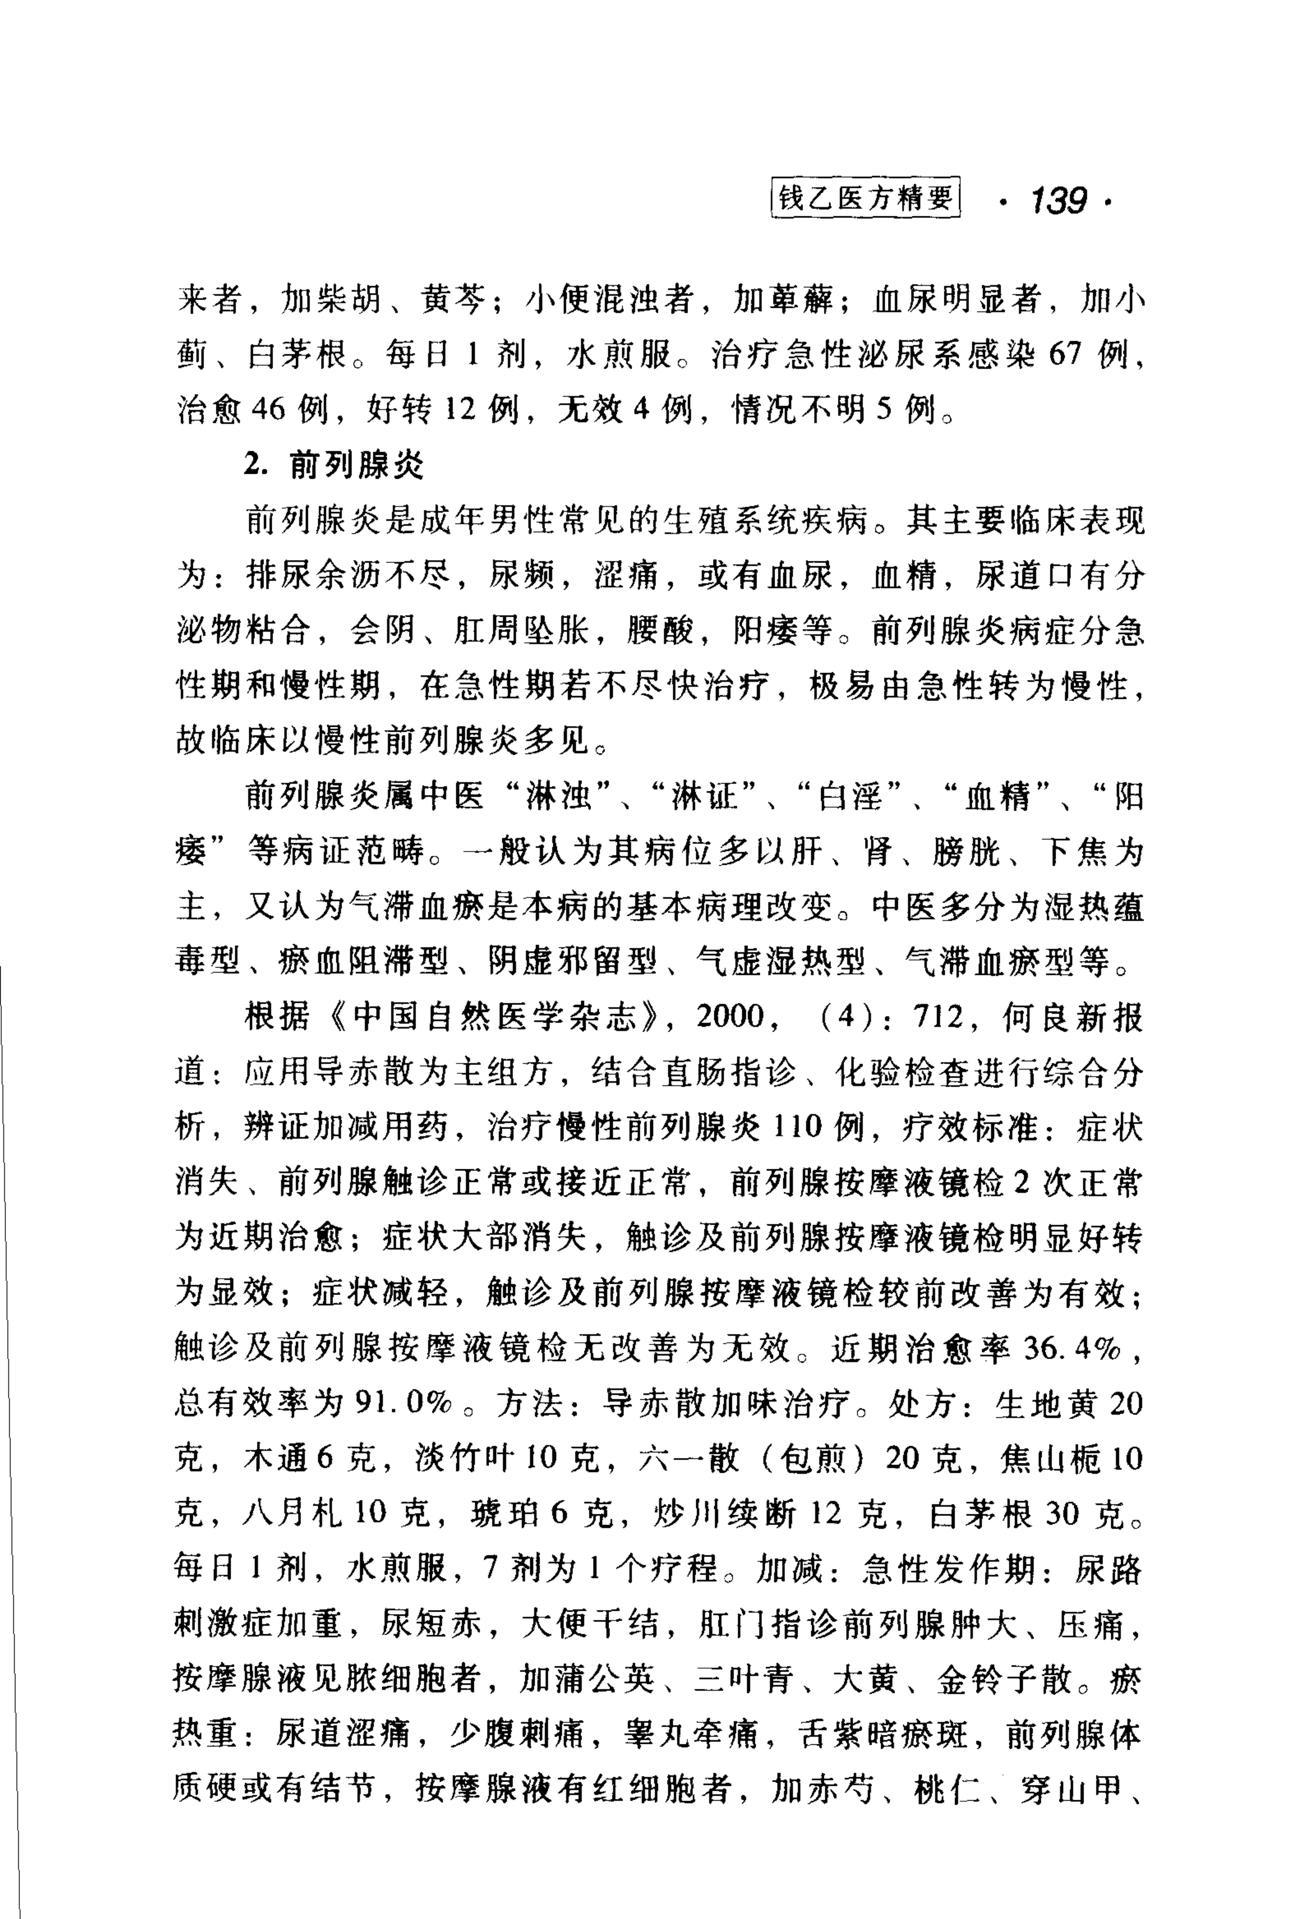 钱乙医方精要 · 139 ·
来者，加柴胡、黄芩；小便混浊者，加萆薢；血尿明显者，加小
蓟、白茅根。每日 1 剂，水煎服。治疗急性泌尿系感染 67 例，
治愈 46 例，好转 12 例，无效 4 例，情况不明 5 例。
2. 前列腺炎
前列腺炎是成年男性常见的生殖系统疾病。其主要临床表现
为：排尿余沥不尽，尿频，涩痛，或有血尿，血精，尿道口有分
泌物粘合，会阴、肛周坠胀，腰酸，阳痿等。前列腺炎病症分急
性期和慢性期，在急性期若不尽快治疗，极易由急性转为慢性，
故临床以慢性前列腺炎多见。
前列腺炎属中医“淋浊”、“淋证”、“白淫”、“血精”、“阳
痿”等病证范畴。一般认为其病位多以肝、肾、膀胱、下焦为
主，又认为气滞血瘀是本病的基本病理改变。中医多分为湿热蕴
毒型、瘀血阻滞型、阴虚邪留型、气虚湿热型、气滞血瘀型等。
根据《中国自然医学杂志》，2000，（4）：712，何良新报
道：应用导赤散为主组方，结合直肠指诊、化验检查进行综合分
析，辨证加减用药，治疗慢性前列腺炎 110 例，疗效标准：症状
消失、前列腺触诊正常或接近正常，前列腺按摩液镜检 2 次正常
为近期治愈；症状大部消失，触诊及前列腺按摩液镜检明显好转
为显效；症状减轻，触诊及前列腺按摩液镜检较前改善为有效；
触诊及前列腺按摩液镜检无改善为无效。近期治愈率 36.4%，
总有效率为 91.0%。方法：导赤散加味治疗。处方：生地黄 20
克，木通 6 克，淡竹叶 10 克，六一散（包煎）20 克，焦山栀 10
克，八月札 10 克，琥珀 6 克，炒川续断 12 克，白茅根 30 克。
每日 1 剂，水煎服，7 剂为 1 个疗程。加减：急性发作期：尿路
刺激症加重，尿短赤，大便干结，肛门指诊前列腺肿大、压痛，
按摩腺液见脓细胞者，加蒲公英、三叶青、大黄、金铃子散。瘀
热重：尿道涩痛，少腹刺痛，睾丸牵痛，舌紫暗瘀斑，前列腺体
质硬或有结节，按摩腺液有红细胞者，加赤芍、桃仁、穿山甲、